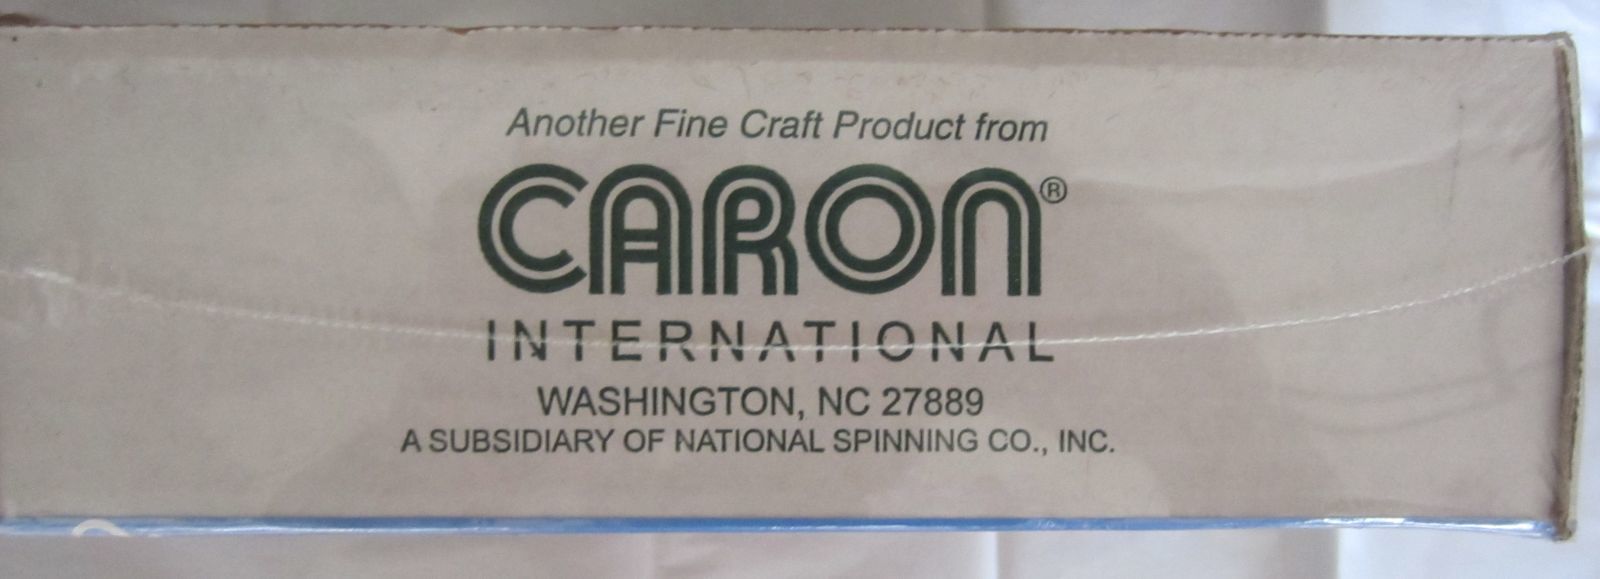 Another Fine Craft Product from
CARON®
INTERNATIONAL
WASHINGTON, NC 27889
A SUBSIDIARY OF NATIONAL SPINNING CO., INC.